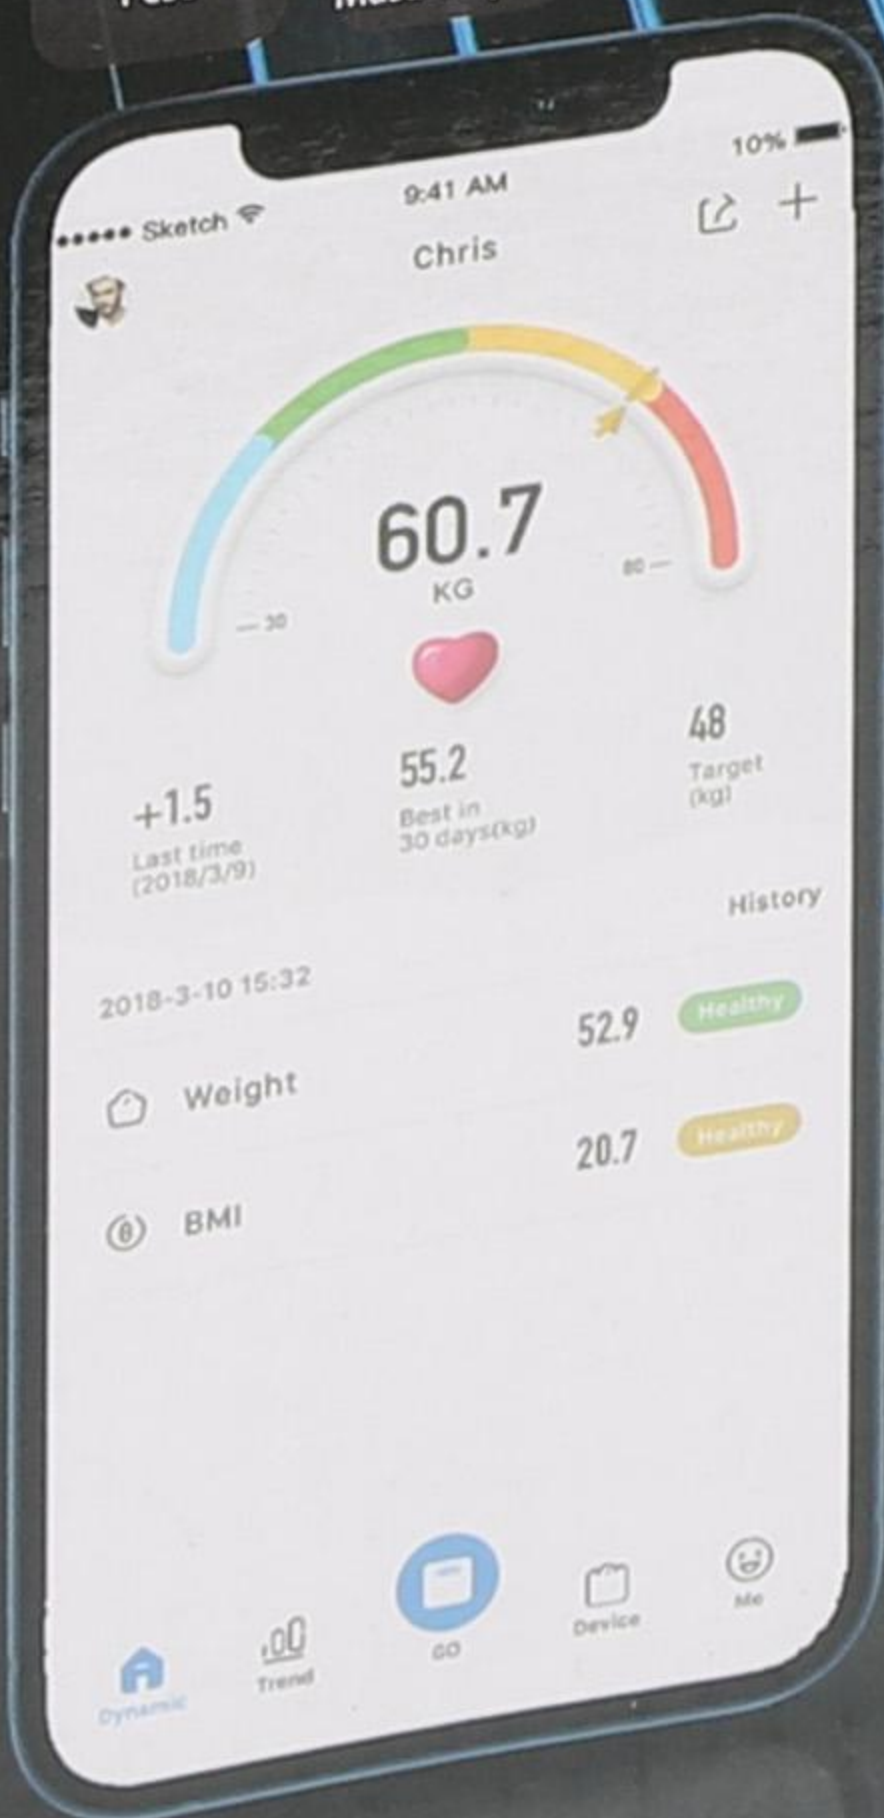 ••••• Sketch
9:41 AM
10%
Chris
60.7
KG
30
80
+1.5
Last time
(2018/3/9)
55.2
Best in
30 days(kg)
48
Target
(kg)
History
2018-3-10 15:32
Weight
52.9
Healthy
BMI
20.7
Healthy
Dynamic
Trend
GO
Device
Me